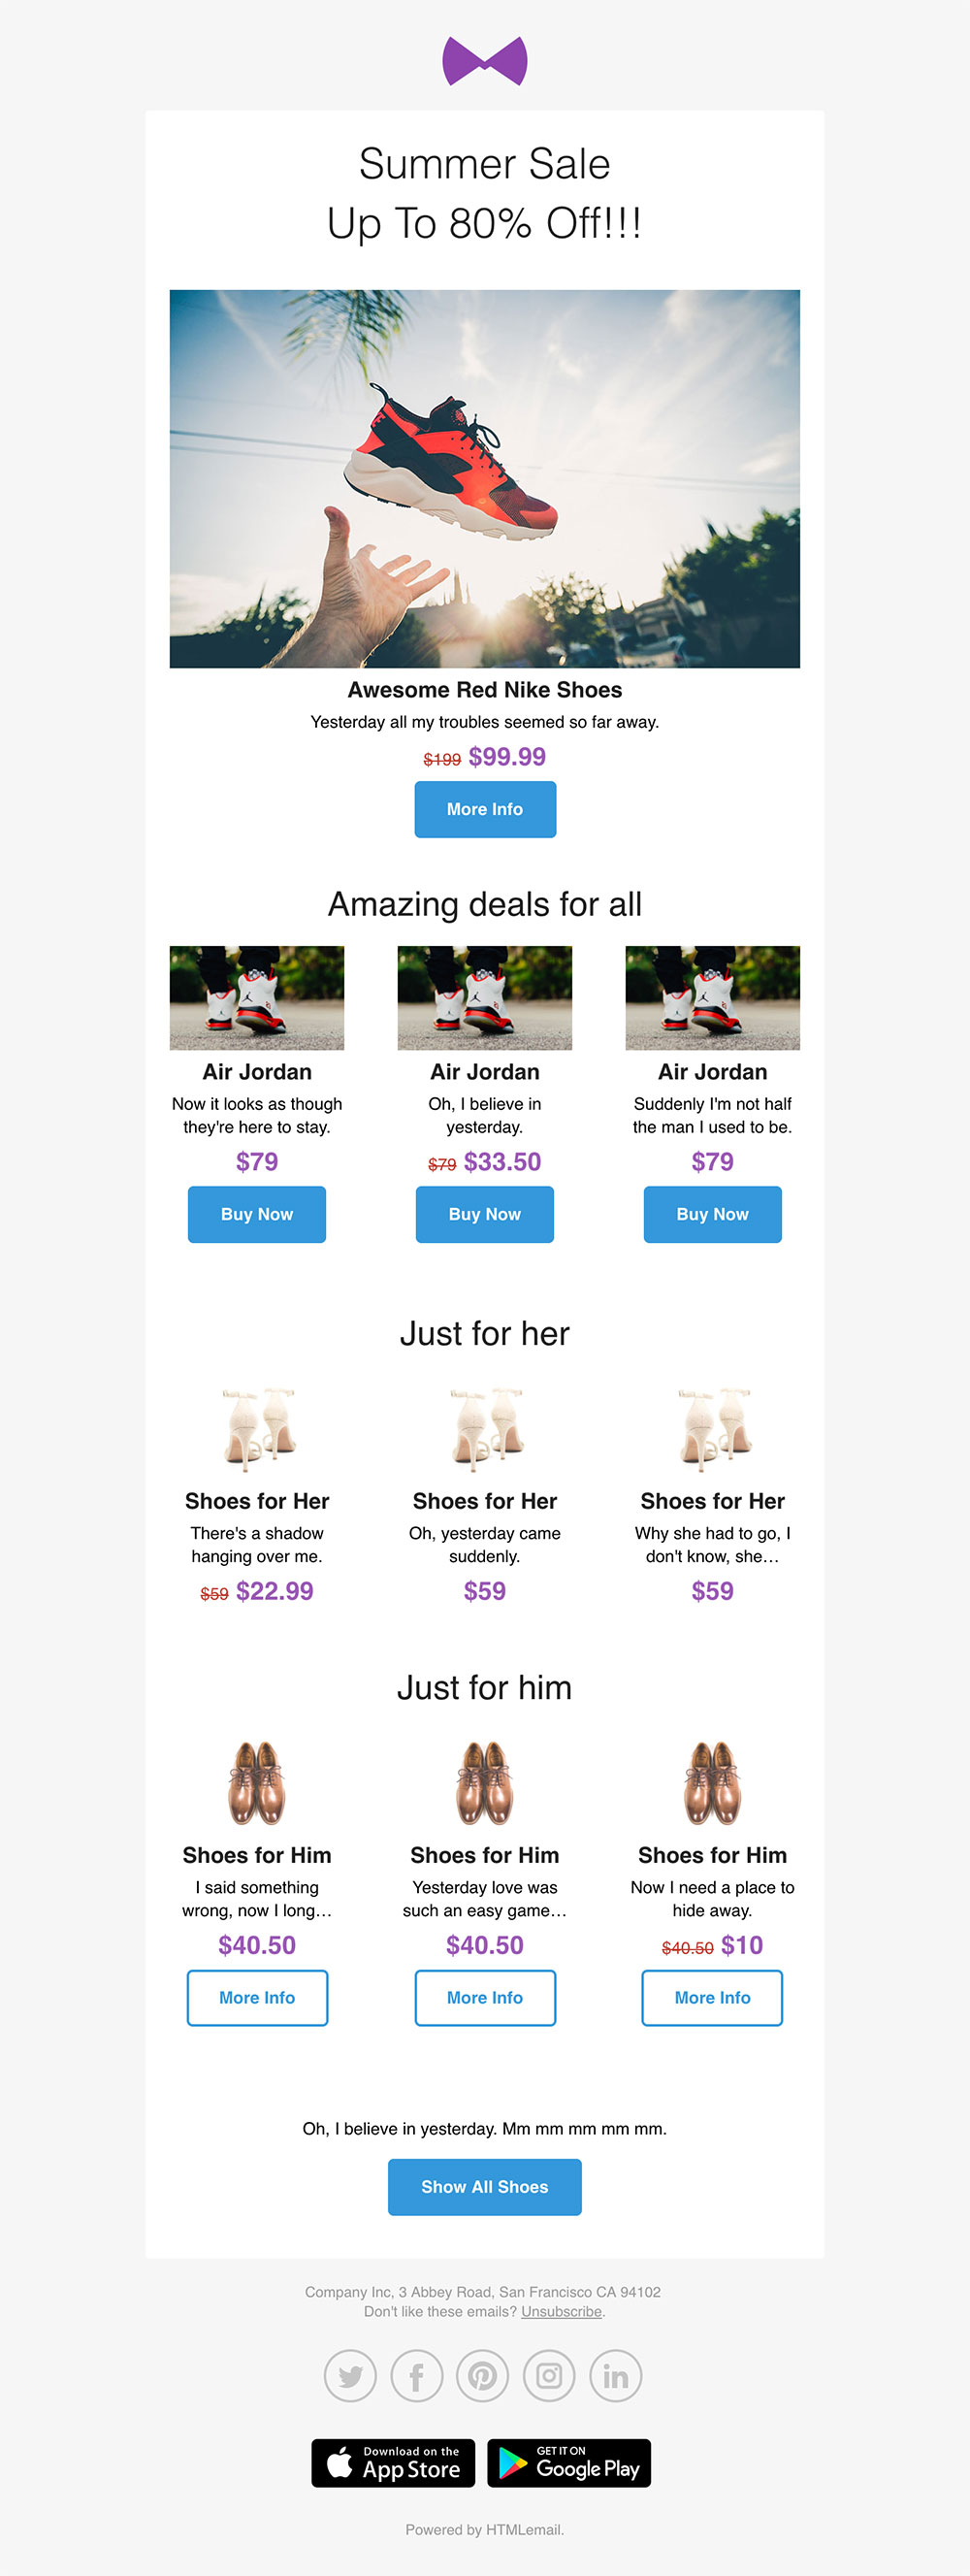 Summer Sale
Up To 80% Off!!!
Awesome Red Nike Shoes
Yesterday all my troubles seemed so far away.
$199 $99.99
More Info
Amazing deals for all
Air Jordan
Now it looks as though
they're here to stay.
$79
Buy Now
Air Jordan
Oh, I believe in
yesterday.
$79 $33.50
Buy Now
Air Jordan
Suddenly I'm not half
the man I used to be.
$79
Buy Now
Just for her
Shoes for Her
There's a shadow
hanging over me.
$59 $22.99
Shoes for Her
Oh, yesterday came
suddenly.
$59
Shoes for Her
Why she had to go, I
don't know, she…
$59
Just for him
Shoes for Him
I said something
wrong, now I long…
$40.50
More Info
Shoes for Him
Yesterday love was
such an easy game…
$40.50
More Info
Shoes for Him
Now I need a place to
hide away.
$40.50 $10
More Info
Oh, I believe in yesterday. Mm mm mm mm mm.
Show All Shoes
Company Inc, 3 Abbey Road, San Francisco CA 94102
Don't like these emails? Unsubscribe.
Download on the
App Store
GET IT ON
Google Play
Powered by HTMLemail.